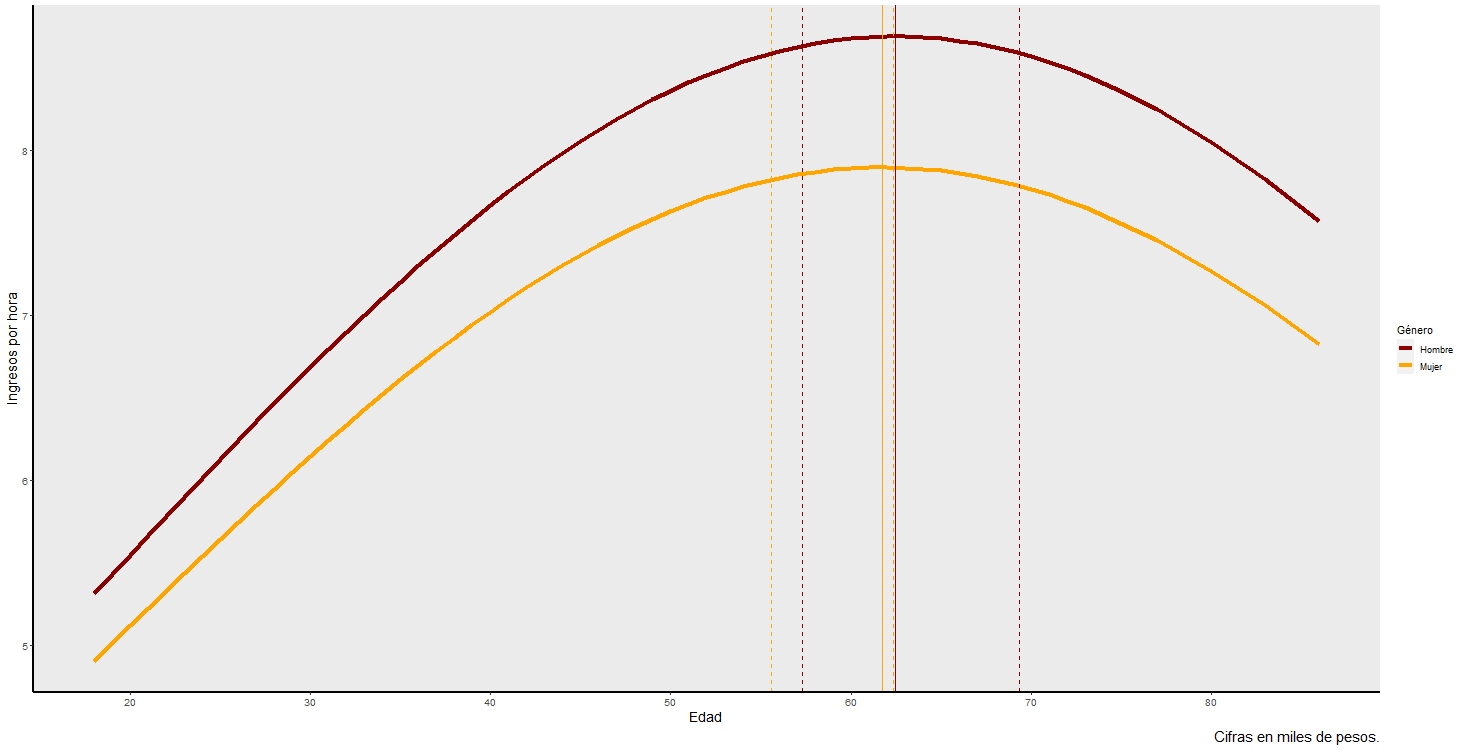 Ingresos por hora
8
7
6
5
20 30 40 50 60 70 80
Edad
Género
Hombre
Mujer
Cifras en miles de pesos.